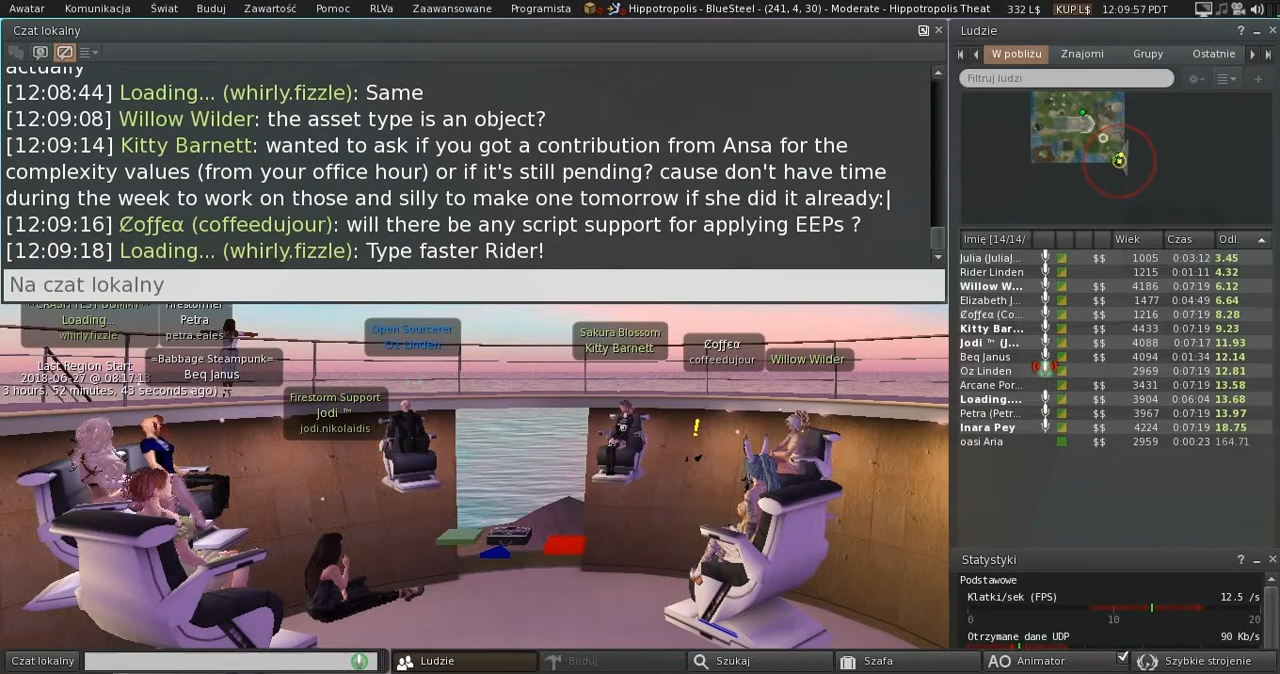 Awatar Komunikacja Świat Buduj Zawartość Pomoc RLVa Zaawansowane Programista Hippotropolis - BlueSteel - (241, 4, 30) - Moderate - Hippotropolis Theat 332 L$ KUP L$ 12:09:57 PDT
Czat lokalny
actually
[12:08:44] Loading... (whirly.fizzle): Same
[12:09:08] Willow Wilder: the asset type is an object?
[12:09:14] Kitty Barnett: wanted to ask if you got a contribution from Ansa for the
complexity values (from your office hour) or if it's still pending? cause don't have time
during the week to work on those and silly to make one tomorrow if she did it already:|
[12:09:16] Ȼσƒƒєα (coffeedujour): will there be any script support for applying EEPs ?
[12:09:18] Loading... (whirly.fizzle): Type faster Rider!
Na czat lokalny
Loading...
whirly.fizzle
Firestormer
Petra
petra eales
Last Region Start
2018-06-27 @ 08:17:13
3 hours, 52 minutes, 43 seconds ago)
=Babbage Steampunk=
Beq Janus
Open Sourcerer
Oz Linden
Firestorm Support
Jodi ™
jodi.nikolaidis
Sakura Blossom
Kitty Barnett
Ȼσƒƒєα
coffeedujour
Willow Wilder
Ludzie
W pobliżu Znajomi Grupy Ostatnie
Filtruj ludzi
Imię [14/14/ Wiek Czas Odl.
Julia (JuliaJ... $$ 1005 0:03:12 3.45
Rider Linden 1215 0:01:11 4.32
Willow W... $$ 4186 0:07:19 6.12
Elizabeth J... $$ 1477 0:04:49 6.64
Ȼσƒƒєα (Co... $$ 1216 0:07:19 8.28
Kitty Bar... $$ 4433 0:07:19 9.23
Jodi ™ (J... $$ 4088 0:07:17 11.93
Beq Janus $$ 4094 0:01:34 12.14
Oz Linden 2969 0:07:19 12.81
Arcane Por... $$ 3431 0:07:19 13.58
Loading.... $$ 3904 0:06:04 13.68
Petra (Petr... $$ 3967 0:07:19 13.97
Inara Pey $$ 4224 0:07:19 18.75
oasi Aria $$ 2959 0:00:23 164.71
Statystyki
Podstawowe
Klatki/sek (FPS) 12.5 /s
0 10 20
Otrzymane dane UDP 90 Kb/s
Czat lokalny Ludzie Buduj Szukaj Szafa AO Animator Szybkie strojenie